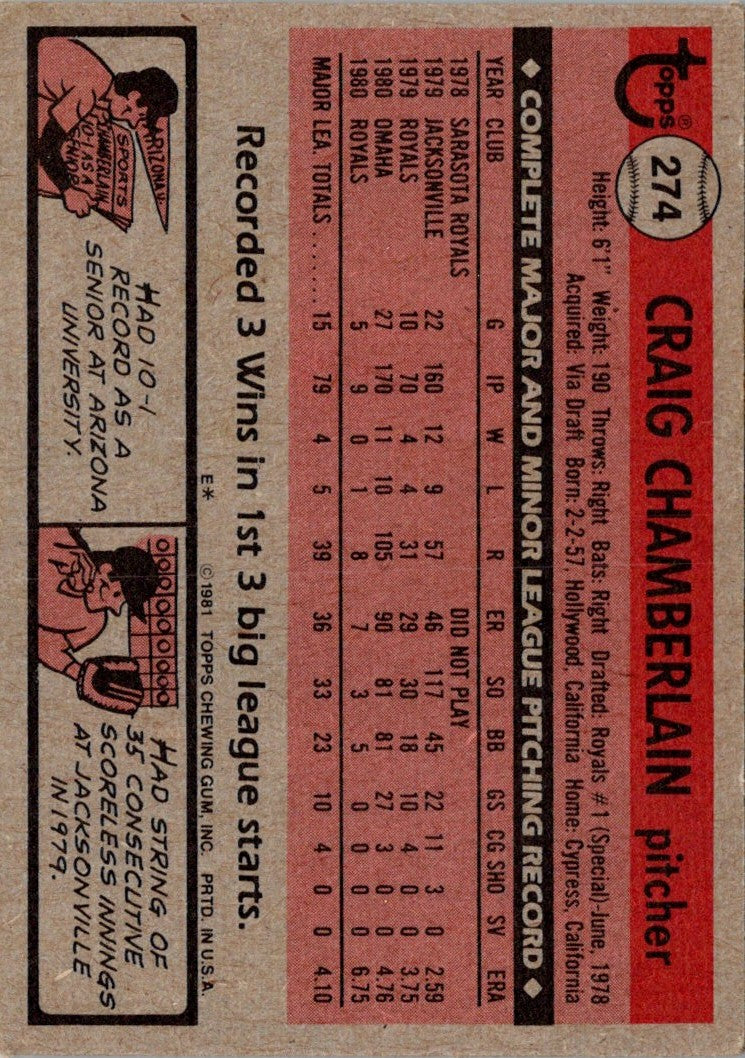 topps®
274
CRAIG CHAMBERLAIN pitcher
Height: 6'1" Weight: 190 Throws: Right Bats: Right Drafted: Royals #1 (Special)-June, 1978
Acquired: Via Draft Born: 2-2-57, Hollywood, California Home: Cypress, California
◆ COMPLETE MAJOR AND MINOR LEAGUE PITCHING RECORD ◆
YEAR CLUB G IP W L R ER SO BB GS CG SHO SV ERA
1978 SARASOTA ROYALS DID NOT PLAY
1979 JACKSONVILLE 22 160 12 9 57 46 117 45 22 11 3 0 2.59
1979 ROYALS 10 70 4 4 31 29 30 18 10 4 0 0 3.75
1980 OMAHA 27 170 11 10 105 90 81 81 27 3 0 0 4.76
1980 ROYALS 5 9 0 1 8 7 3 5 0 0 0 0 6.75
MAJOR LEA. TOTALS ....... 15 79 4 5 39 36 33 23 10 4 0 0 4.10
Recorded 3 Wins in 1st 3 big league starts.
E* © 1981 TOPPS CHEWING GUM, INC. PRTD. IN U.S.A.
ARIZONA U.
SPORTS
CHAMBERLAIN
10-1 AS A
SENIOR
HAD 10-1
RECORD AS A
SENIOR AT ARIZONA
UNIVERSITY.
HAD STRING OF
35 CONSECUTIVE
SCORELESS INNINGS
AT JACKSONVILLE
IN 1979.